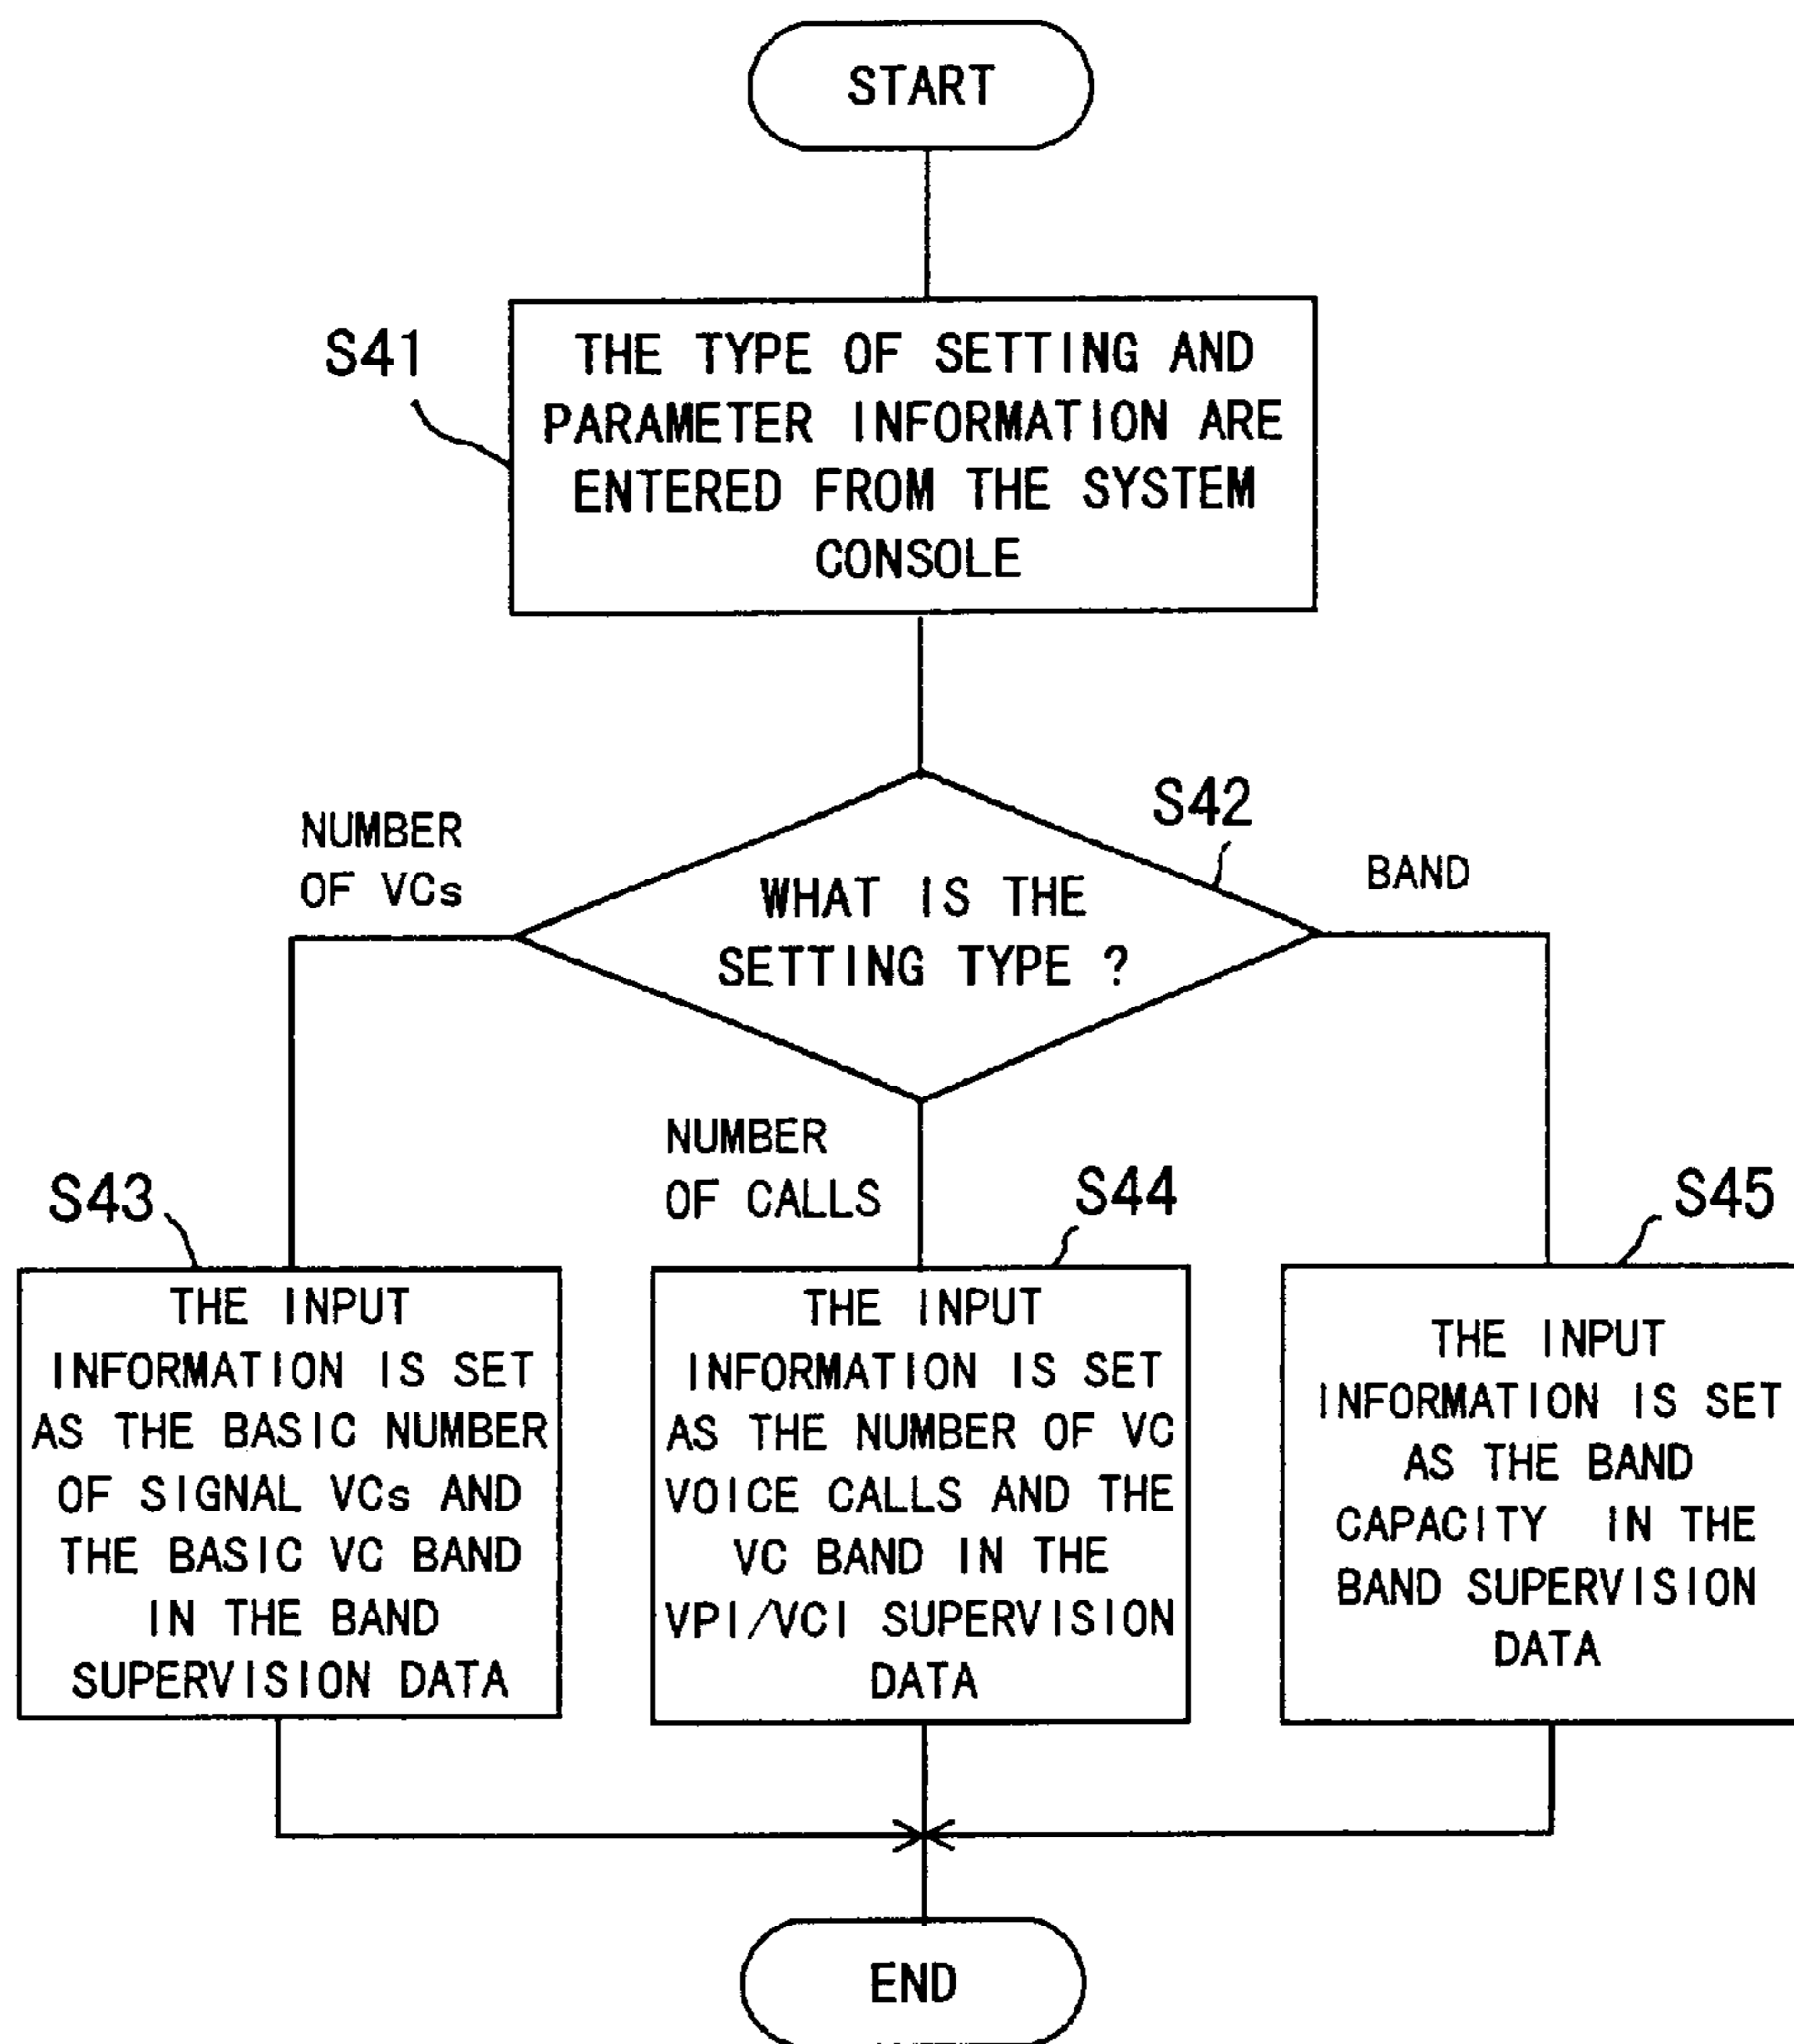 START
S41
THE TYPE OF SETTING AND
PARAMETER INFORMATION ARE
ENTERED FROM THE SYSTEM
CONSOLE
S42
NUMBER
OF VCs
BAND
WHAT IS THE
SETTING TYPE ?
NUMBER
OF CALLS
S43
THE INPUT
INFORMATION IS SET
AS THE BASIC NUMBER
OF SIGNAL VCs AND
THE BASIC VC BAND
IN THE BAND
SUPERVISION DATA
S44
THE INPUT
INFORMATION IS SET
AS THE NUMBER OF VC
VOICE CALLS AND THE
VC BAND IN THE
VPI/VCI SUPERVISION
DATA
S45
THE INPUT
INFORMATION IS SET
AS THE BAND
CAPACITY IN THE
BAND SUPERVISION
DATA
END